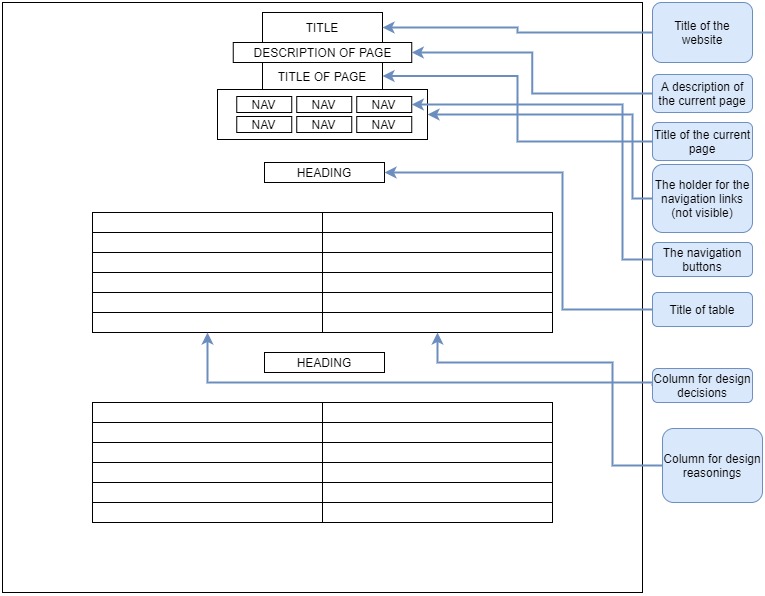 TITLE
DESCRIPTION OF PAGE
TITLE OF PAGE
NAV NAV NAV
NAV NAV NAV
HEADING
HEADING
Title of the
website
A description of
the current page
Title of the current
page
The holder for the
navigation links
(not visible)
The navigation
buttons
Title of table
Column for design
decisions
Column for design
reasonings